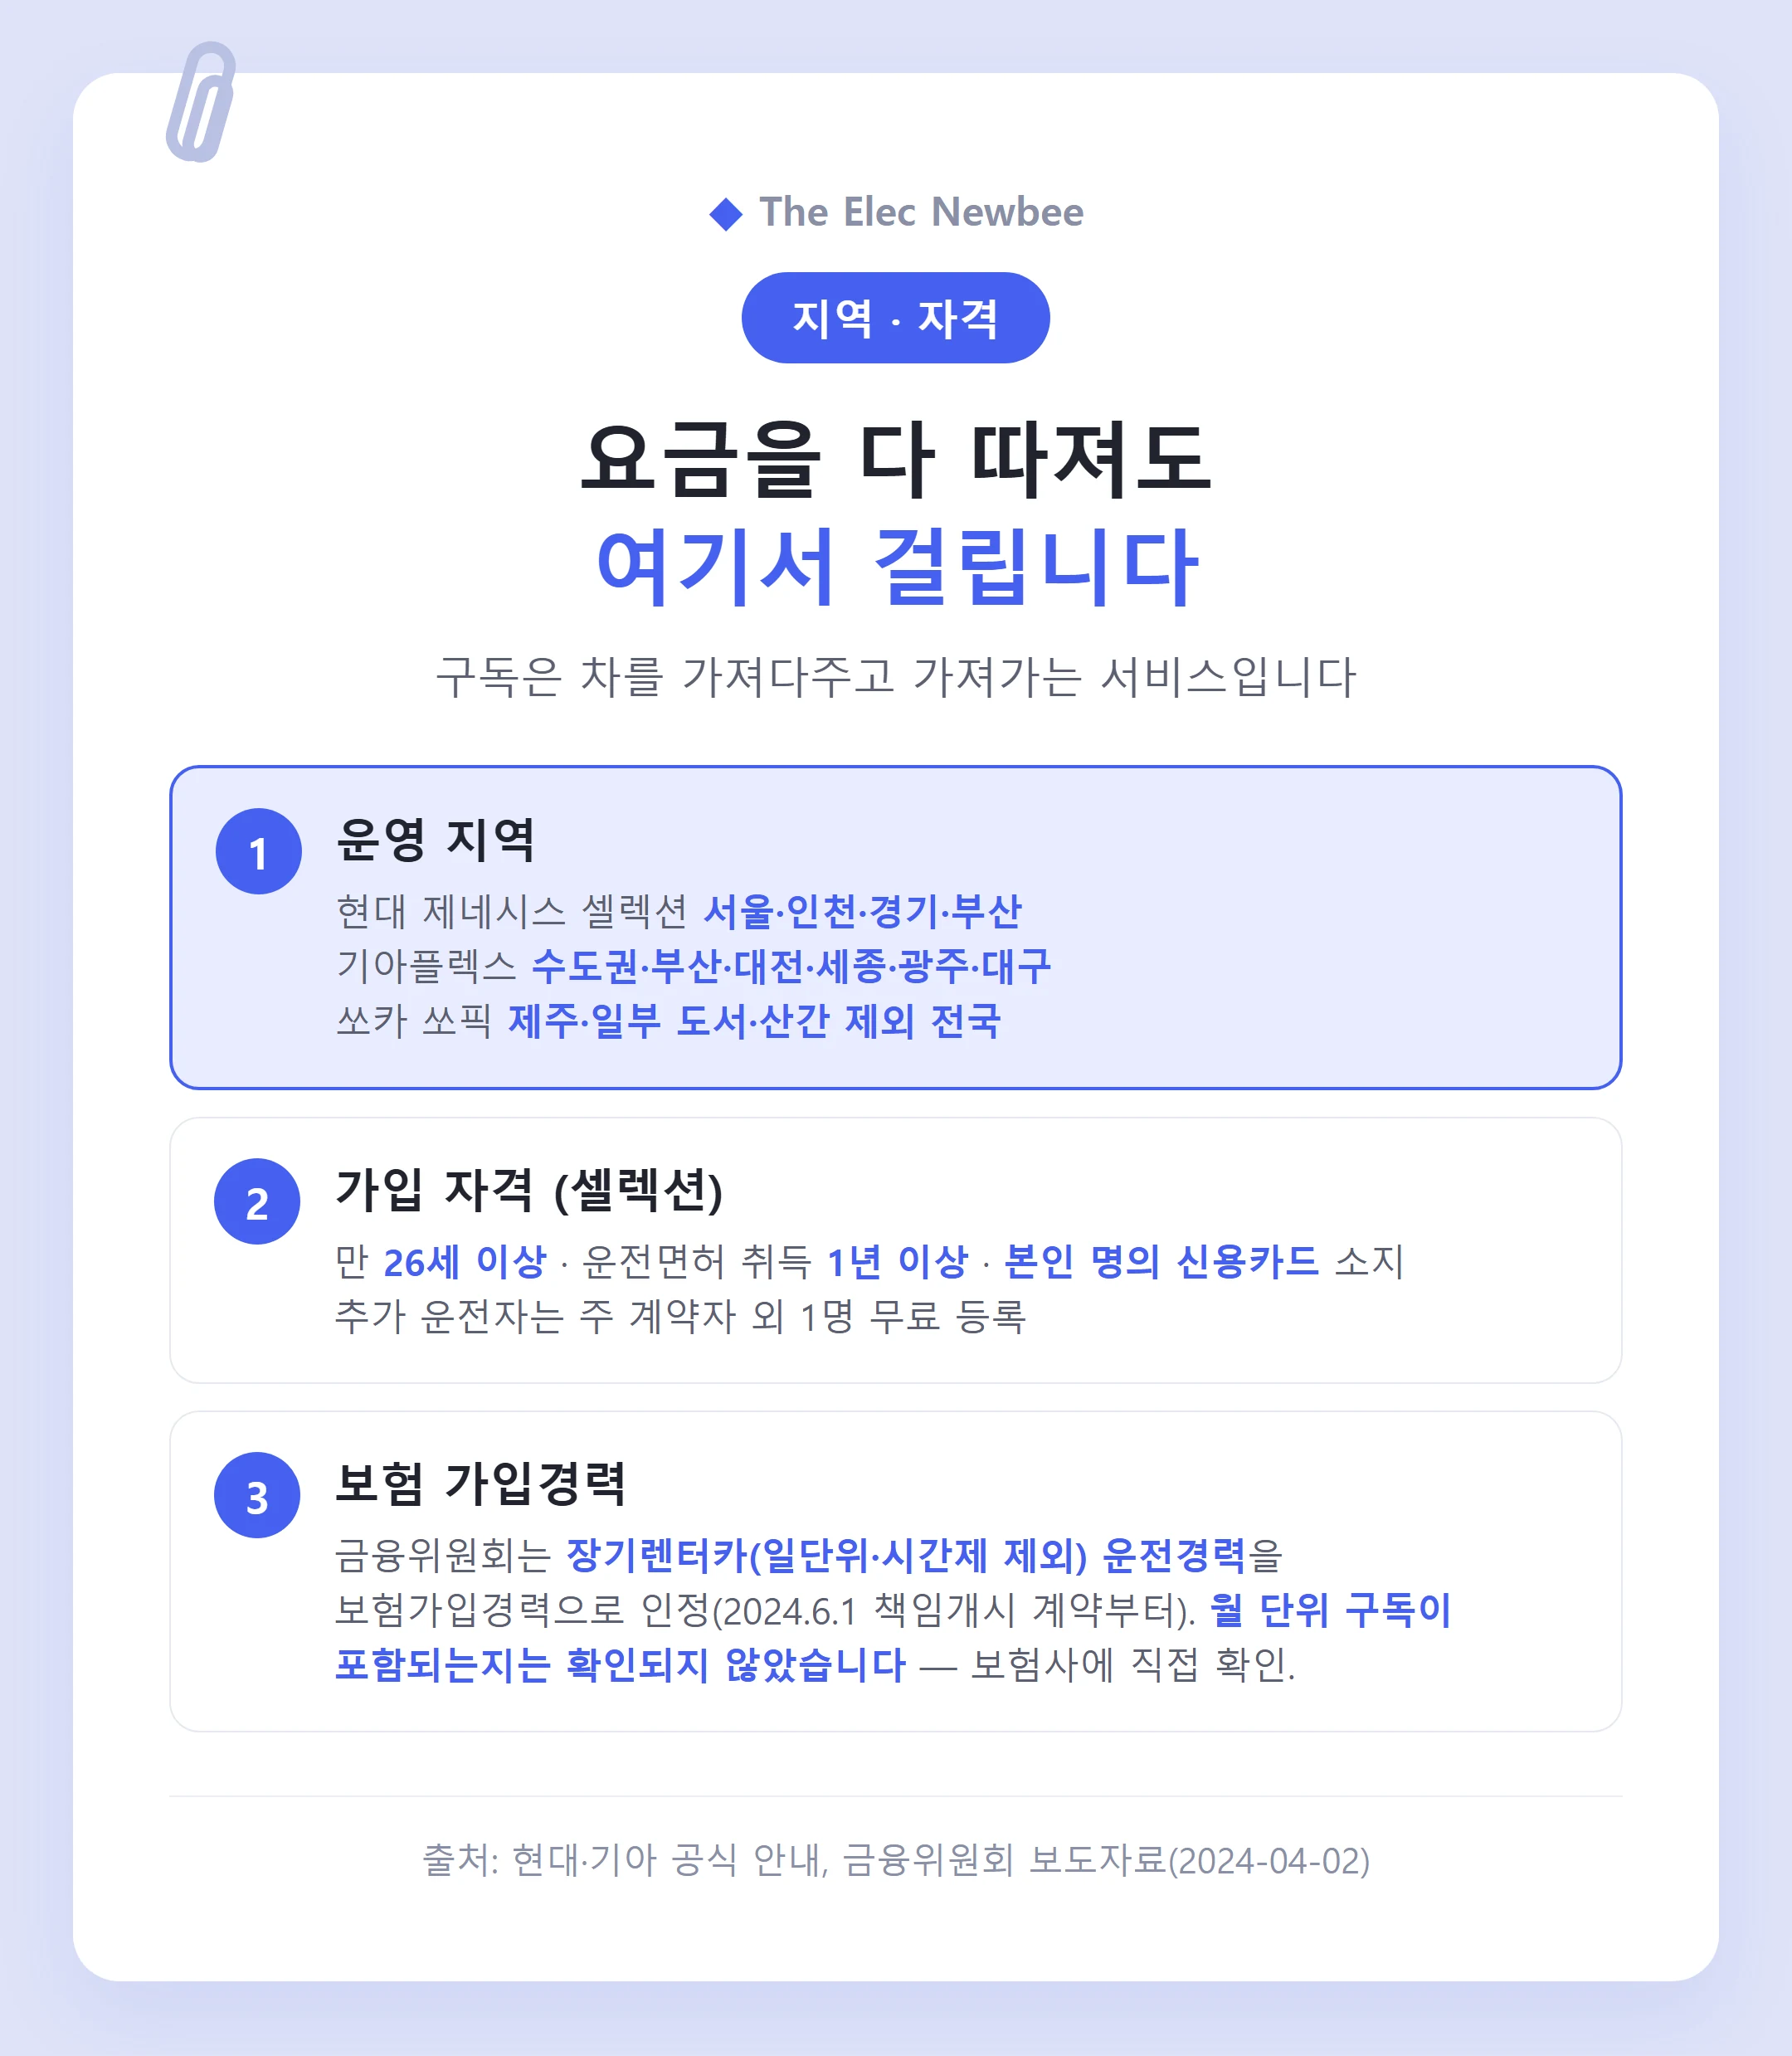 ◆ The Elec Newbee
지역 · 자격
요금을 다 따져도
여기서 걸립니다
구독은 차를 가져다주고 가져가는 서비스입니다
1
운영 지역
현대 제네시스 셀렉션 서울·인천·경기·부산
기아플렉스 수도권·부산·대전·세종·광주·대구
쏘카 쏘픽 제주·일부 도서·산간 제외 전국
2
가입 자격 (셀렉션)
만 26세 이상 · 운전면허 취득 1년 이상 · 본인 명의 신용카드 소지
추가 운전자는 주 계약자 외 1명 무료 등록
3
보험 가입경력
금융위원회는 장기렌터카(일단위·시간제 제외) 운전경력을
보험가입경력으로 인정(2024.6.1 책임개시 계약부터). 월 단위 구독이
포함되는지는 확인되지 않았습니다 — 보험사에 직접 확인.
출처: 현대·기아 공식 안내, 금융위원회 보도자료(2024-04-02)